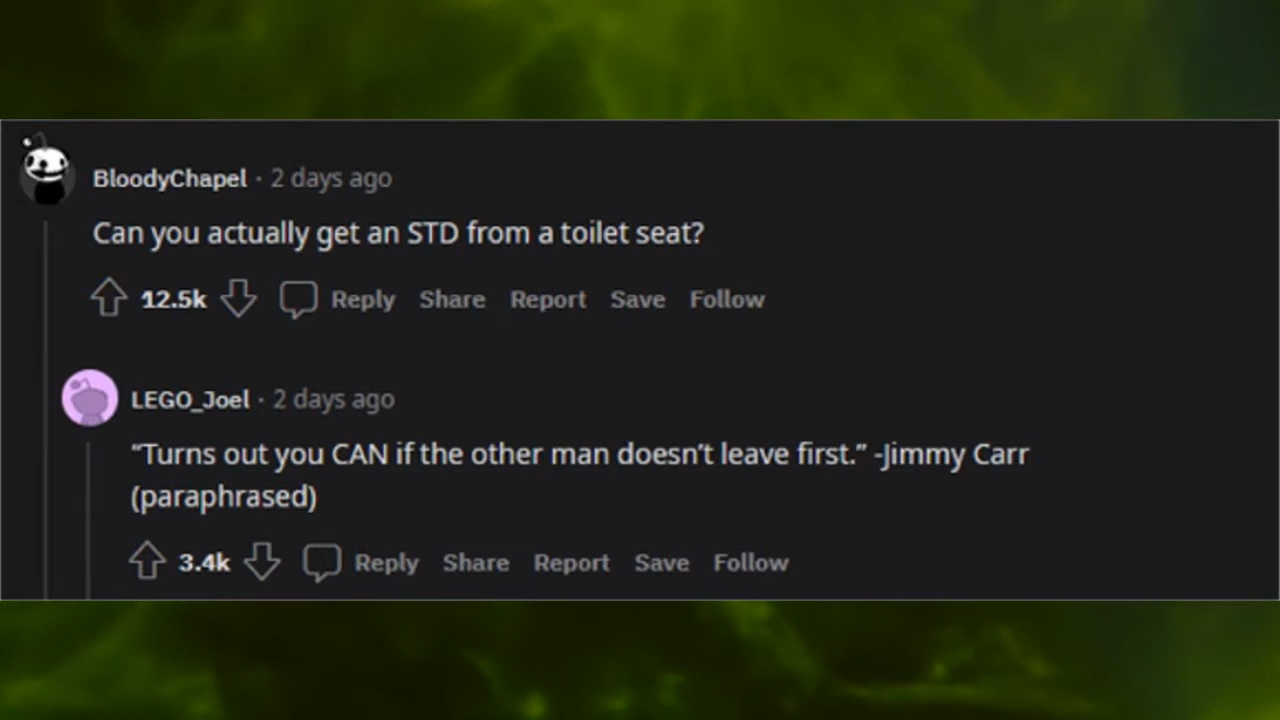 BloodyChapel · 2 days ago
Can you actually get an STD from a toilet seat?
12.5k Reply Share Report Save Follow
LEGO_Joel · 2 days ago
“Turns out you CAN if the other man doesn’t leave first.” -Jimmy Carr
(paraphrased)
3.4k Reply Share Report Save Follow